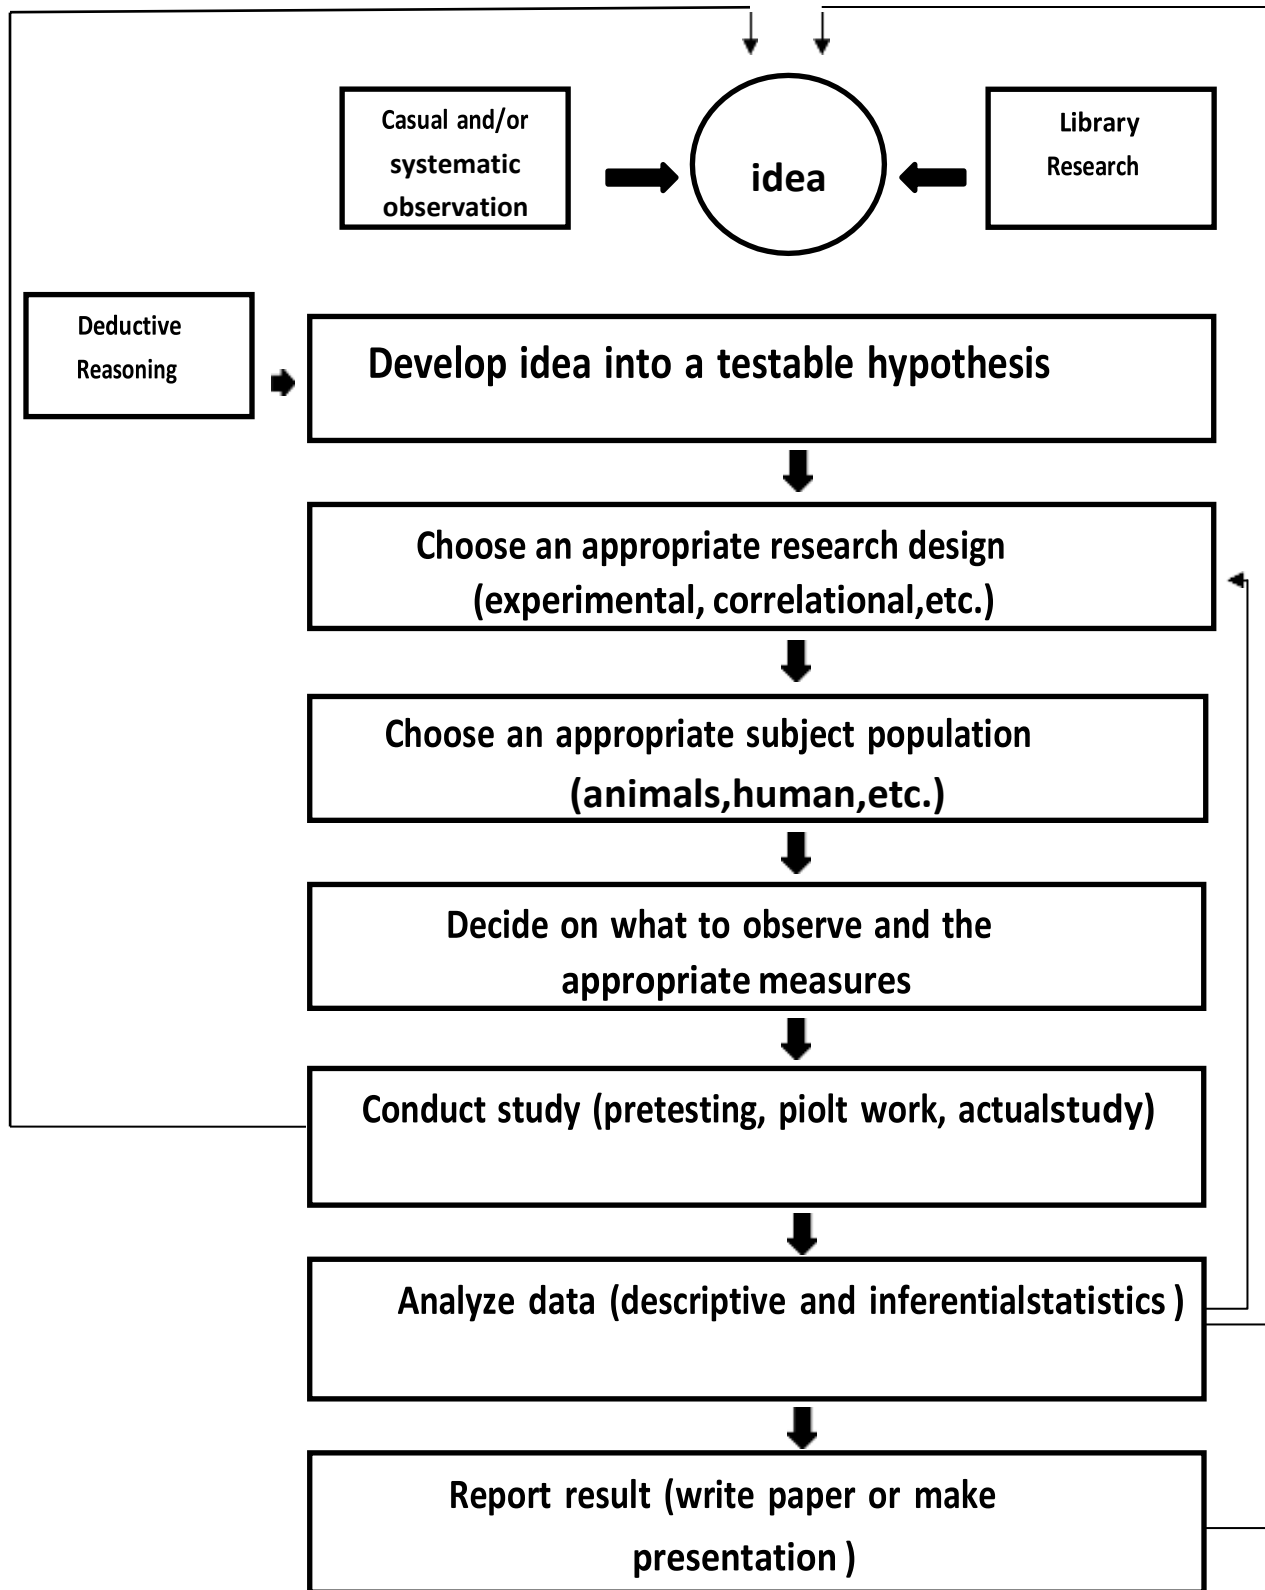 Casual and/or
systematic
observation
idea
Library
Research
Deductive
Reasoning
Develop idea into a testable hypothesis
Choose an appropriate research design
(experimental, correlational,etc.)
Choose an appropriate subject population
(animals,human,etc.)
Decide on what to observe and the
appropriate measures
Conduct study (pretesting, piolt work, actualstudy)
Analyze data (descriptive and inferentialstatistics )
Report result (write paper or make
presentation )